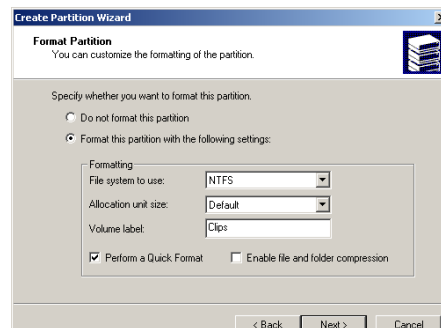 Create Partition Wizard
Format Partition
You can customize the formatting of the partition.
Specify whether you want to format this partition.
Do not format this partition
Format this partition with the following settings:
Formatting
File system to use: NTFS
Allocation unit size: Default
Volume label: Clips
Perform a Quick Format Enable file and folder compression
< Back Next > Cancel